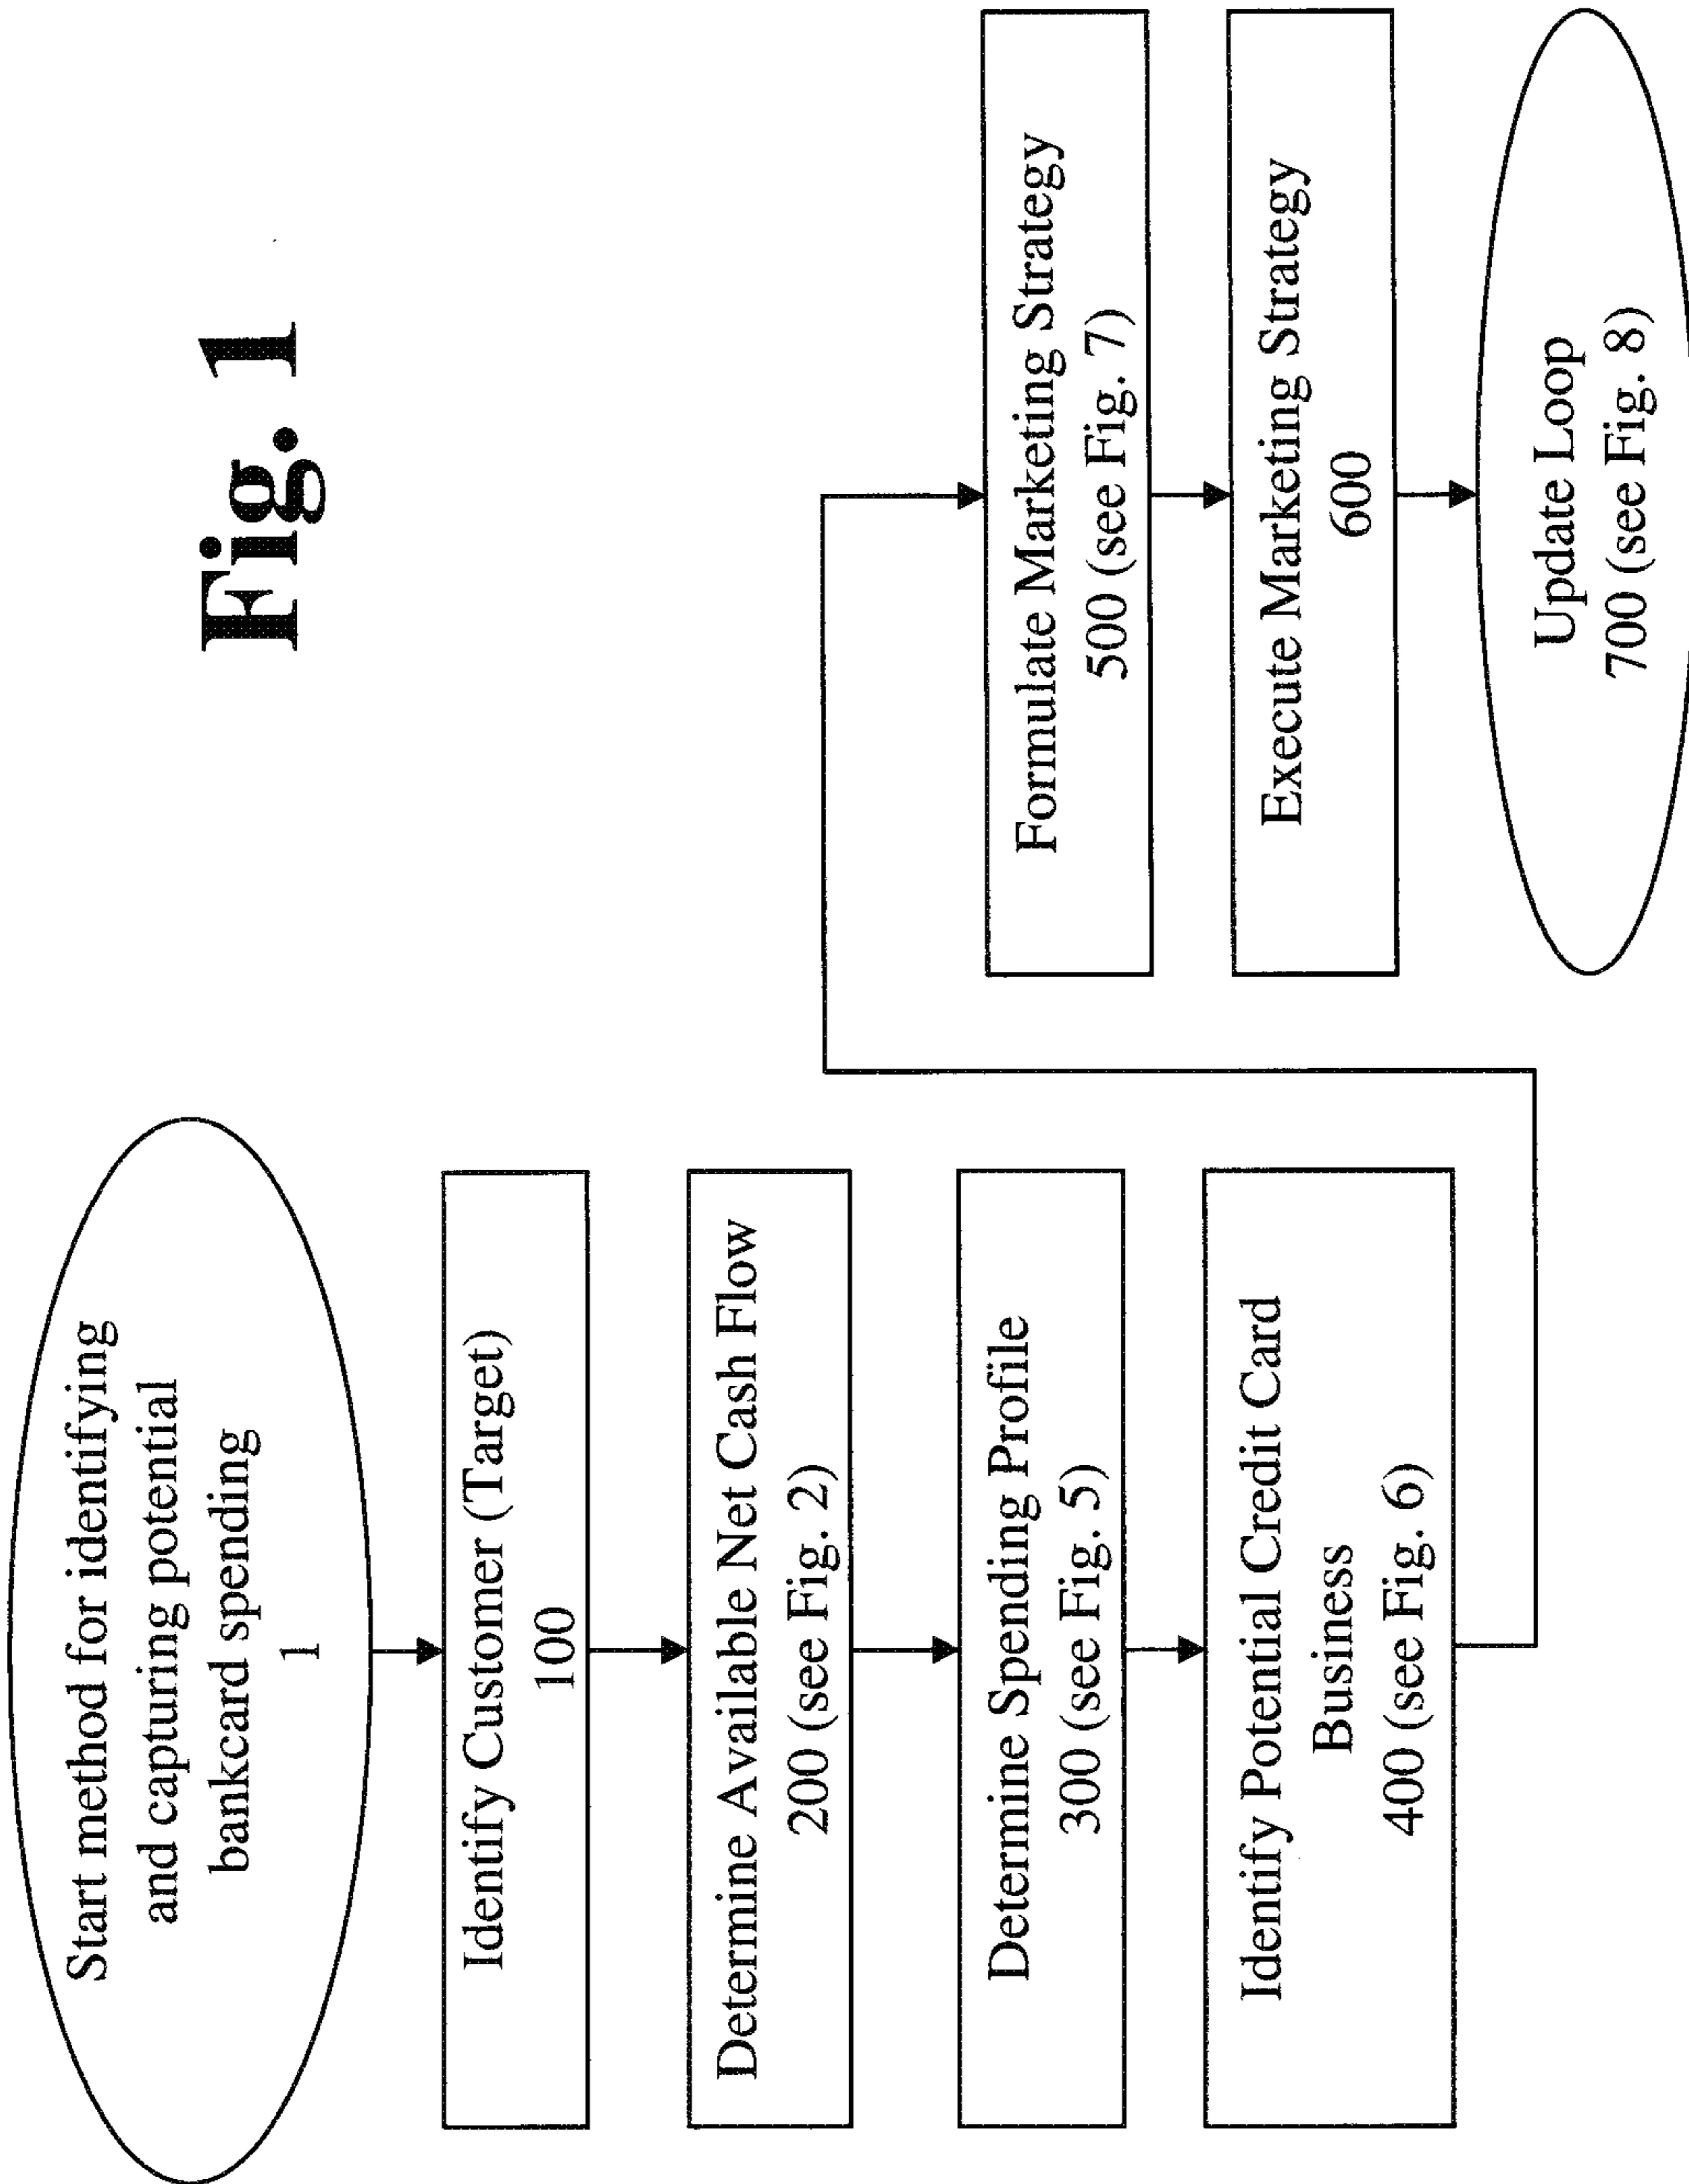 Fig. 1
Start method for identifying
and capturing potential
bankcard spending
1
Identify Customer (Target)
100
Determine Available Net Cash Flow
200 (see Fig. 2)
Determine Spending Profile
300 (see Fig. 5)
Identify Potential Credit Card
Business
400 (see Fig. 6)
Formulate Marketing Strategy
500 (see Fig. 7)
Execute Marketing Strategy
600
Update Loop
700 (see Fig. 8)